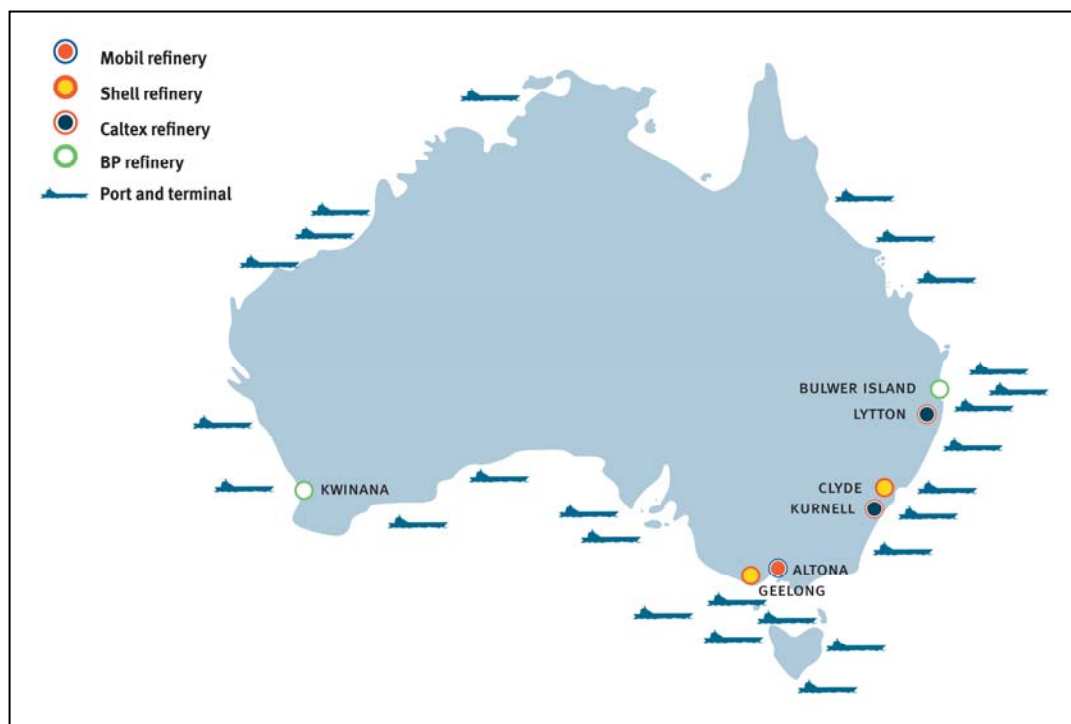 Mobil refinery
Shell refinery
Caltex refinery
BP refinery
Port and terminal
BULWER ISLAND
LYTTON
KWINANA
CLYDE
KURNELL
ALTONA
GEELONG